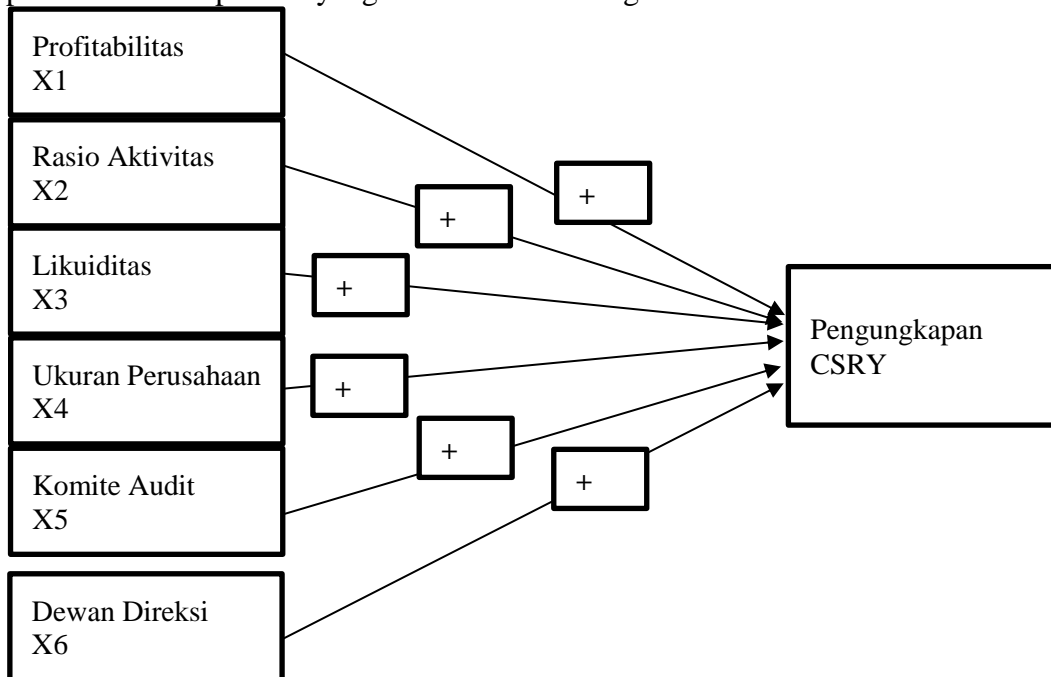 Profitabilitas
X1
Rasio Aktivitas
X2
+
+
Likuiditas
X3
+
Pengungkapan
CSRY
Ukuran Perusahaan
X4
+
Komite Audit
X5
+
+
Dewan Direksi
X6